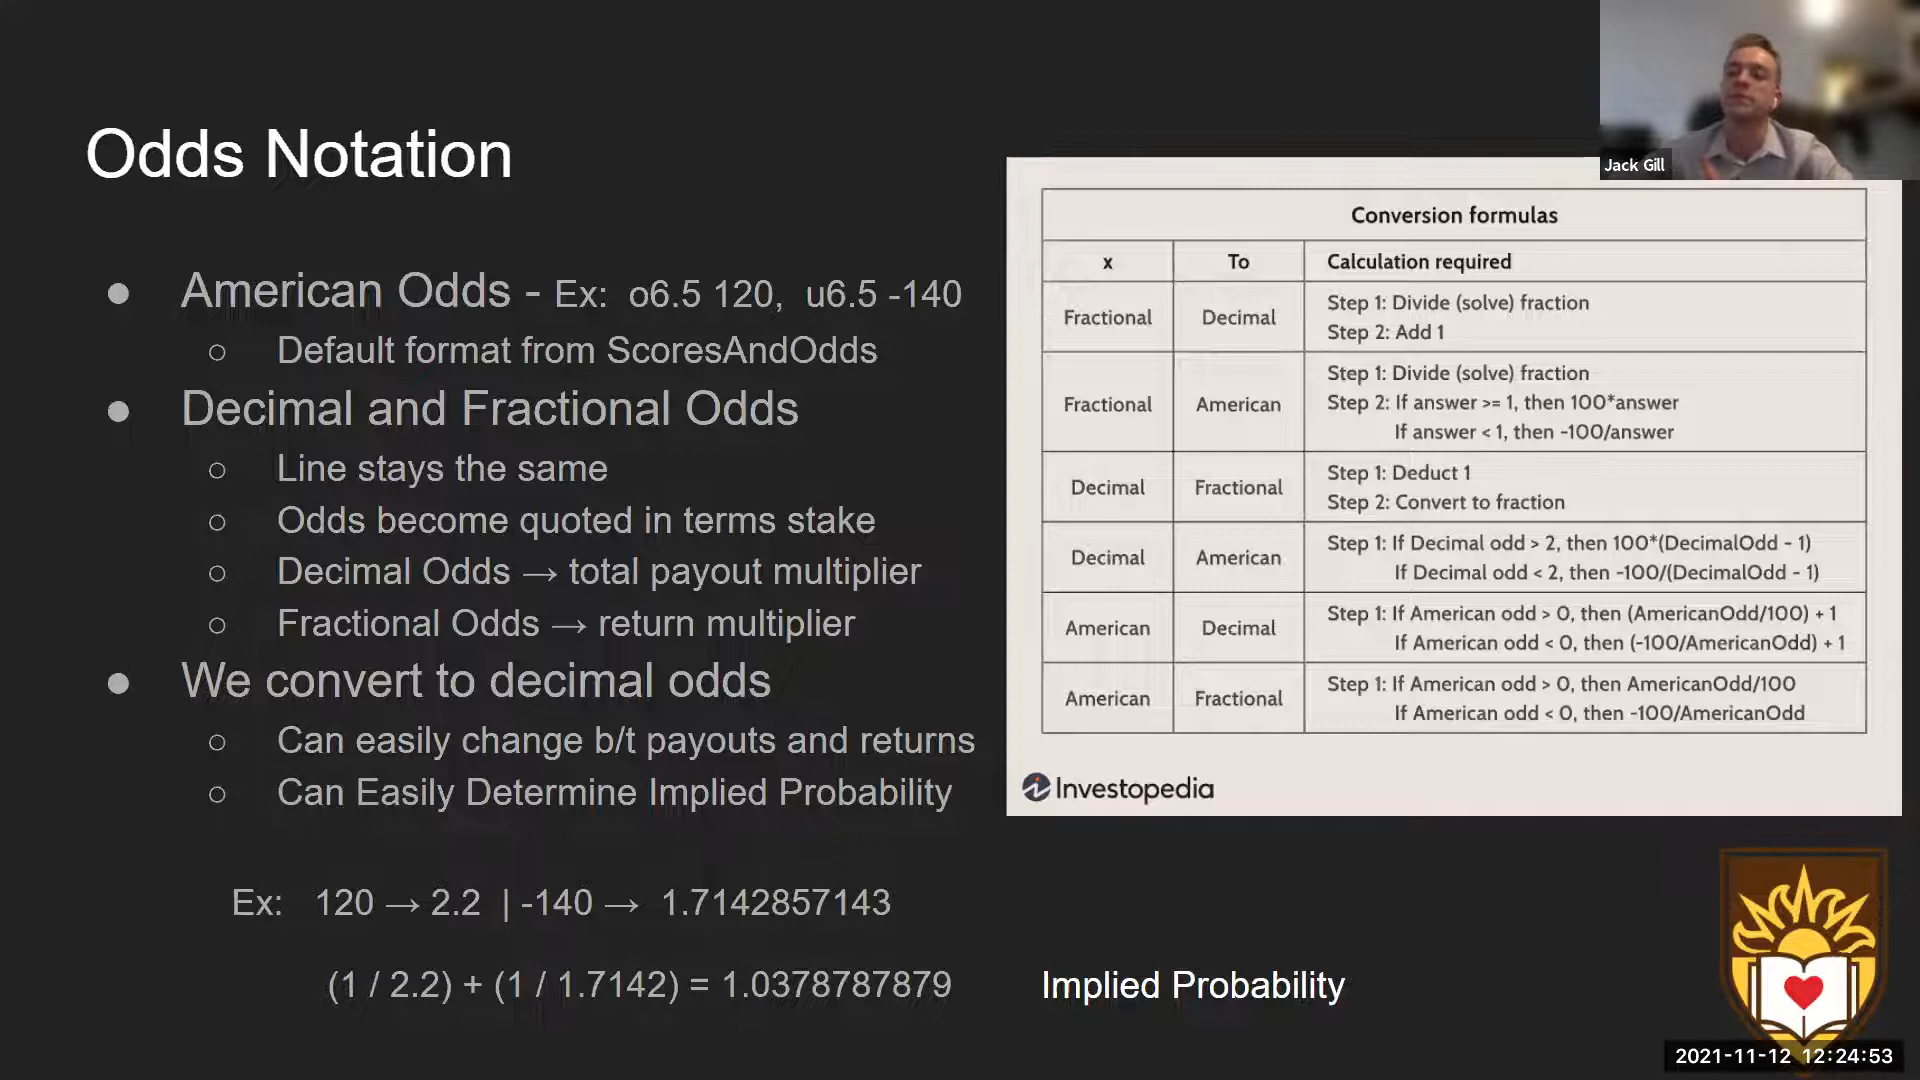 Odds Notation
● American Odds - Ex: o6.5 120, u6.5 -140
○ Default format from ScoresAndOdds
● Decimal and Fractional Odds
○ Line stays the same
○ Odds become quoted in terms stake
○ Decimal Odds → total payout multiplier
○ Fractional Odds → return multiplier
● We convert to decimal odds
○ Can easily change b/t payouts and returns
○ Can Easily Determine Implied Probability
Ex: 120 → 2.2 | -140 → 1.7142857143
(1 / 2.2) + (1 / 1.7142) = 1.0378787879
Implied Probability
Jack Gill
Conversion formulas
x To Calculation required
Fractional Decimal Step 1: Divide (solve) fraction
Step 2: Add 1
Fractional American Step 1: Divide (solve) fraction
Step 2: If answer >= 1, then 100*answer
If answer < 1, then -100/answer
Decimal Fractional Step 1: Deduct 1
Step 2: Convert to fraction
Decimal American Step 1: If Decimal odd > 2, then 100*(DecimalOdd - 1)
If Decimal odd < 2, then -100/(DecimalOdd - 1)
American Decimal Step 1: If American odd > 0, then (AmericanOdd/100) + 1
If American odd < 0, then (-100/AmericanOdd) + 1
American Fractional Step 1: If American odd > 0, then AmericanOdd/100
If American odd < 0, then -100/AmericanOdd
Investopedia
2021-11-12 12:24:53